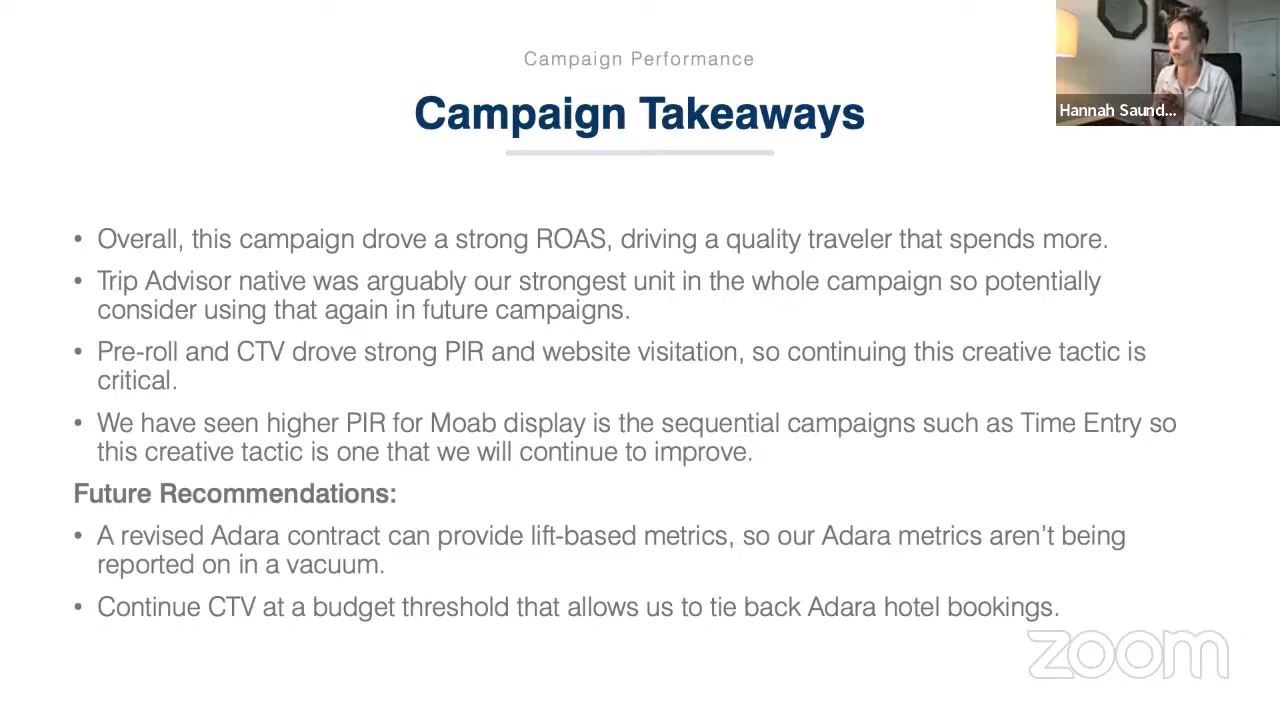 Campaign Performance
Campaign Takeaways
Hannah Saund...
• Overall, this campaign drove a strong ROAS, driving a quality traveler that spends more.
• Trip Advisor native was arguably our strongest unit in the whole campaign so potentially
consider using that again in future campaigns.
• Pre-roll and CTV drove strong PIR and website visitation, so continuing this creative tactic is
critical.
• We have seen higher PIR for Moab display is the sequential campaigns such as Time Entry so
this creative tactic is one that we will continue to improve.
Future Recommendations:
• A revised Adara contract can provide lift-based metrics, so our Adara metrics aren’t being
reported on in a vacuum.
• Continue CTV at a budget threshold that allows us to tie back Adara hotel bookings.
zoom